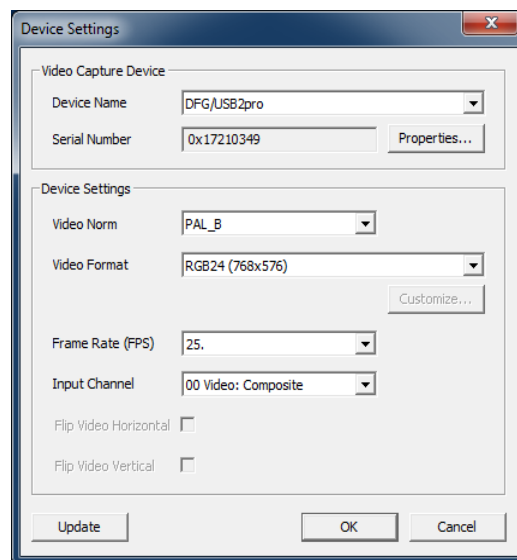 Device Settings
Video Capture Device
Device Name DFG/USB2pro
Serial Number 0x17210349 Properties...
Device Settings
Video Norm PAL_B
Video Format RGB24 (768x576)
Customize...
Frame Rate (FPS) 25.
Input Channel 00 Video: Composite
Flip Video Horizontal
Flip Video Vertical
Update OK Cancel